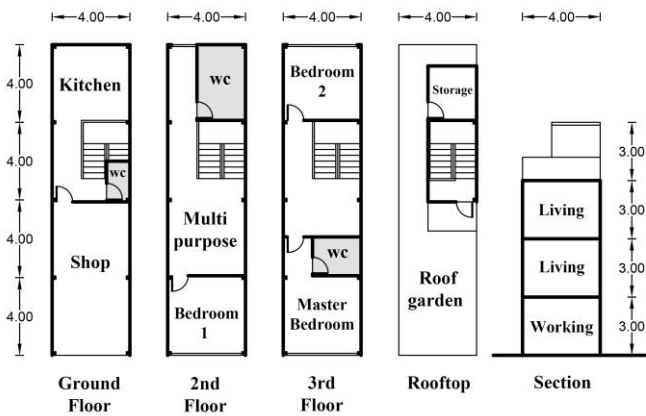 4.00 4.00 4.00 4.00 4.00
4.00
4.00
4.00
4.00
Kitchen
wc
Shop
wc
Multi
purpose
Bedroom
1
Bedroom
2
wc
Master
Bedroom
Storage
Roof
garden
Living
Living
Working
3.00
3.00
3.00
3.00
Ground
Floor
2nd
Floor
3rd
Floor
Rooftop
Section